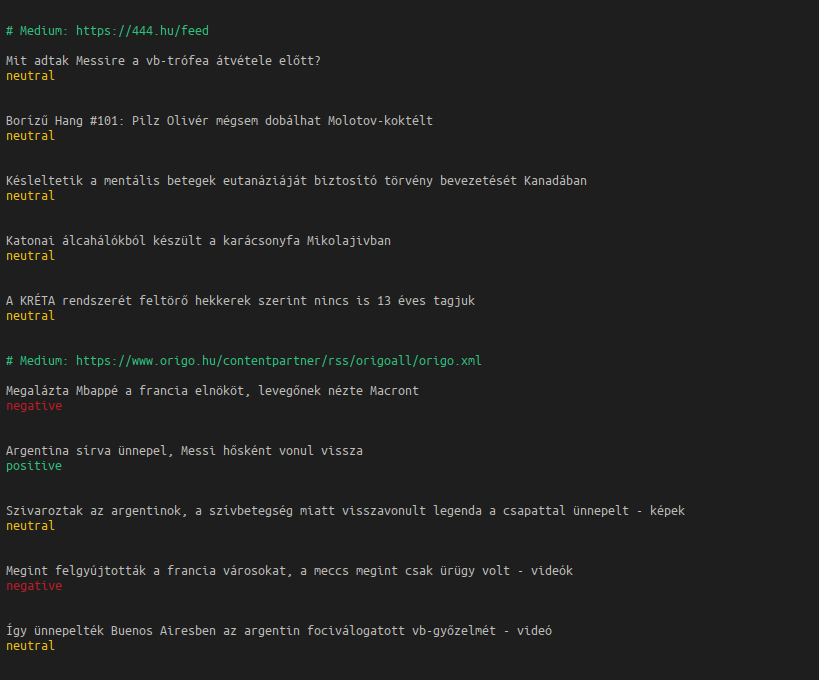 # Medium: https://444.hu/feed
Mit adtak Messire a vb-trófea átvétele előtt?
neutral
Borízű Hang #101: Pilz Olivér mégsem dobálhat Molotov-koktélt
neutral
Késleltetik a mentális betegek eutanáziáját biztosító törvény bevezetését Kanadában
neutral
Katonai álcahálókból készült a karácsonyfa Mikolajivban
neutral
A KRÉTA rendszerét feltörő hekkerek szerint nincs is 13 éves tagjuk
neutral
# Medium: https://www.origo.hu/contentpartner/rss/origoall/origo.xml
Megalázta Mbappé a francia elnököt, levegőnek nézte Macront
negative
Argentina sírva ünnepel, Messi hősként vonul vissza
positive
Szivaroztak az argentinok, a szívbetegség miatt visszavonult legenda a csapattal ünnepelt - képek
neutral
Megint felgyújtották a francia városokat, a meccs megint csak ürügy volt - videók
negative
Így ünnepelték Buenos Airesben az argentin fociválogatott vb-győzelmét - videó
neutral